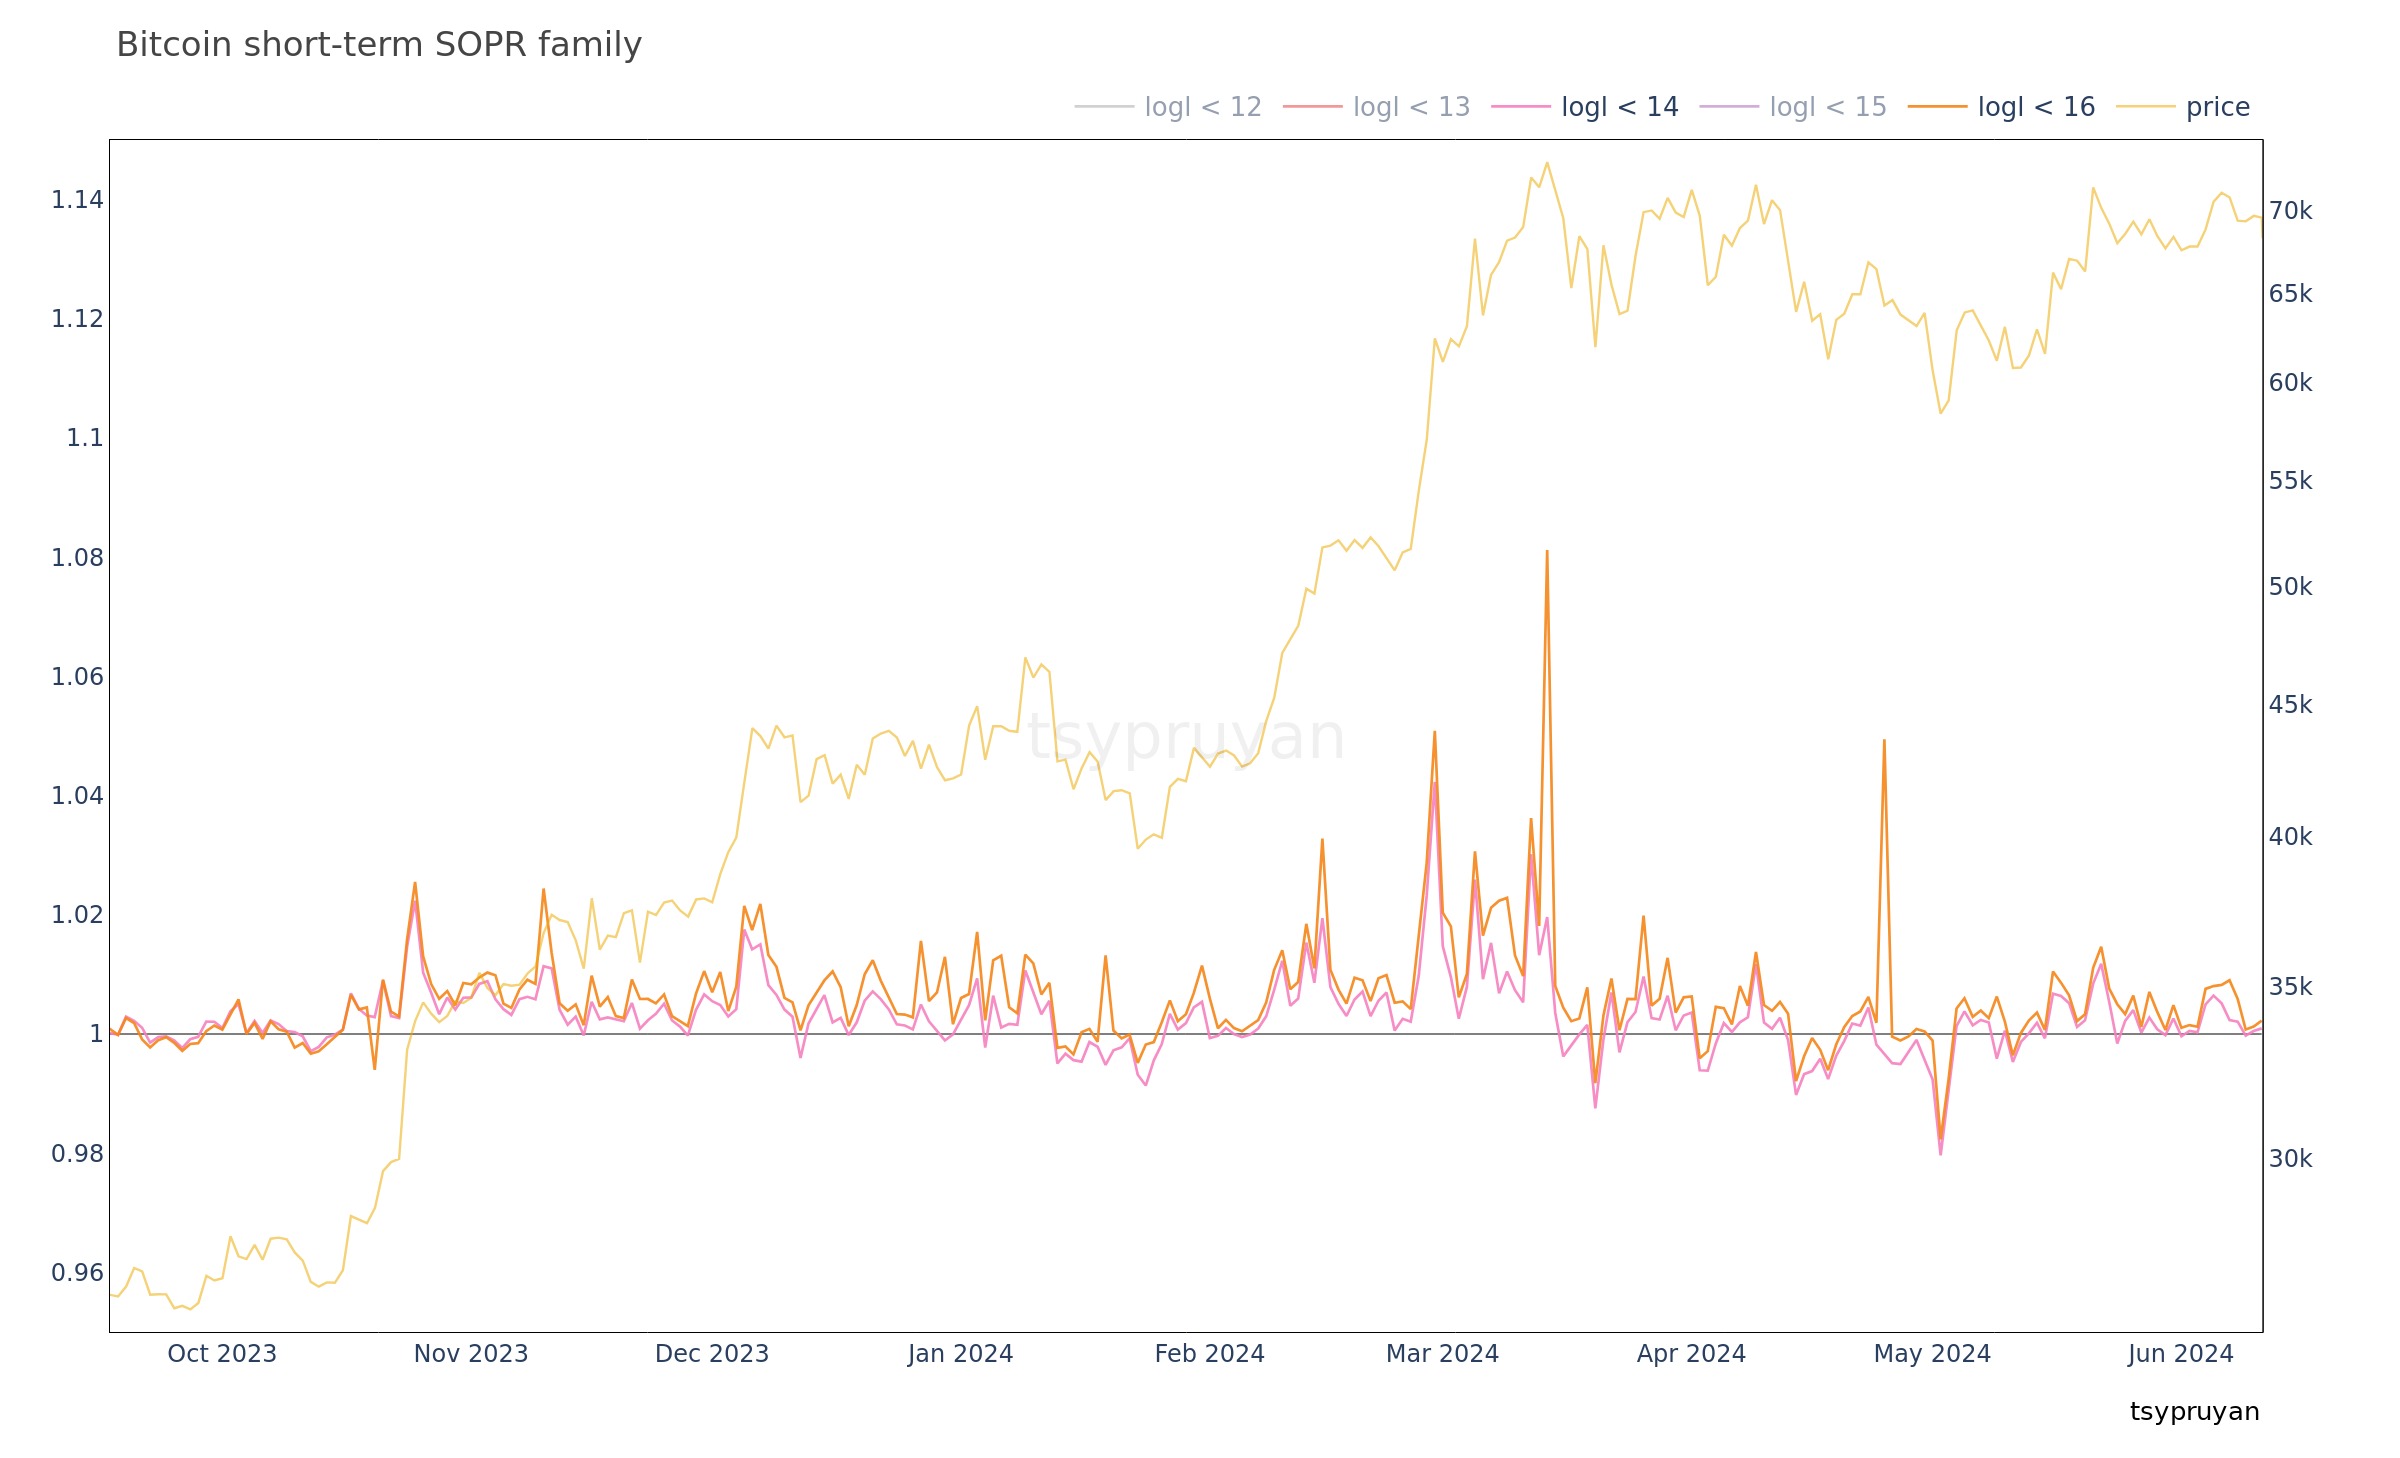 Bitcoin short-term SOPR family
logl < 12 logl < 13 logl < 14 logl < 15 logl < 16 price
1.14
1.12
1.1
1.08
1.06
1.04
1.02
1
0.98
0.96
70k
65k
60k
55k
50k
45k
40k
35k
30k
tsypruyan
Oct 2023 Nov 2023 Dec 2023 Jan 2024 Feb 2024 Mar 2024 Apr 2024 May 2024 Jun 2024
tsypruyan